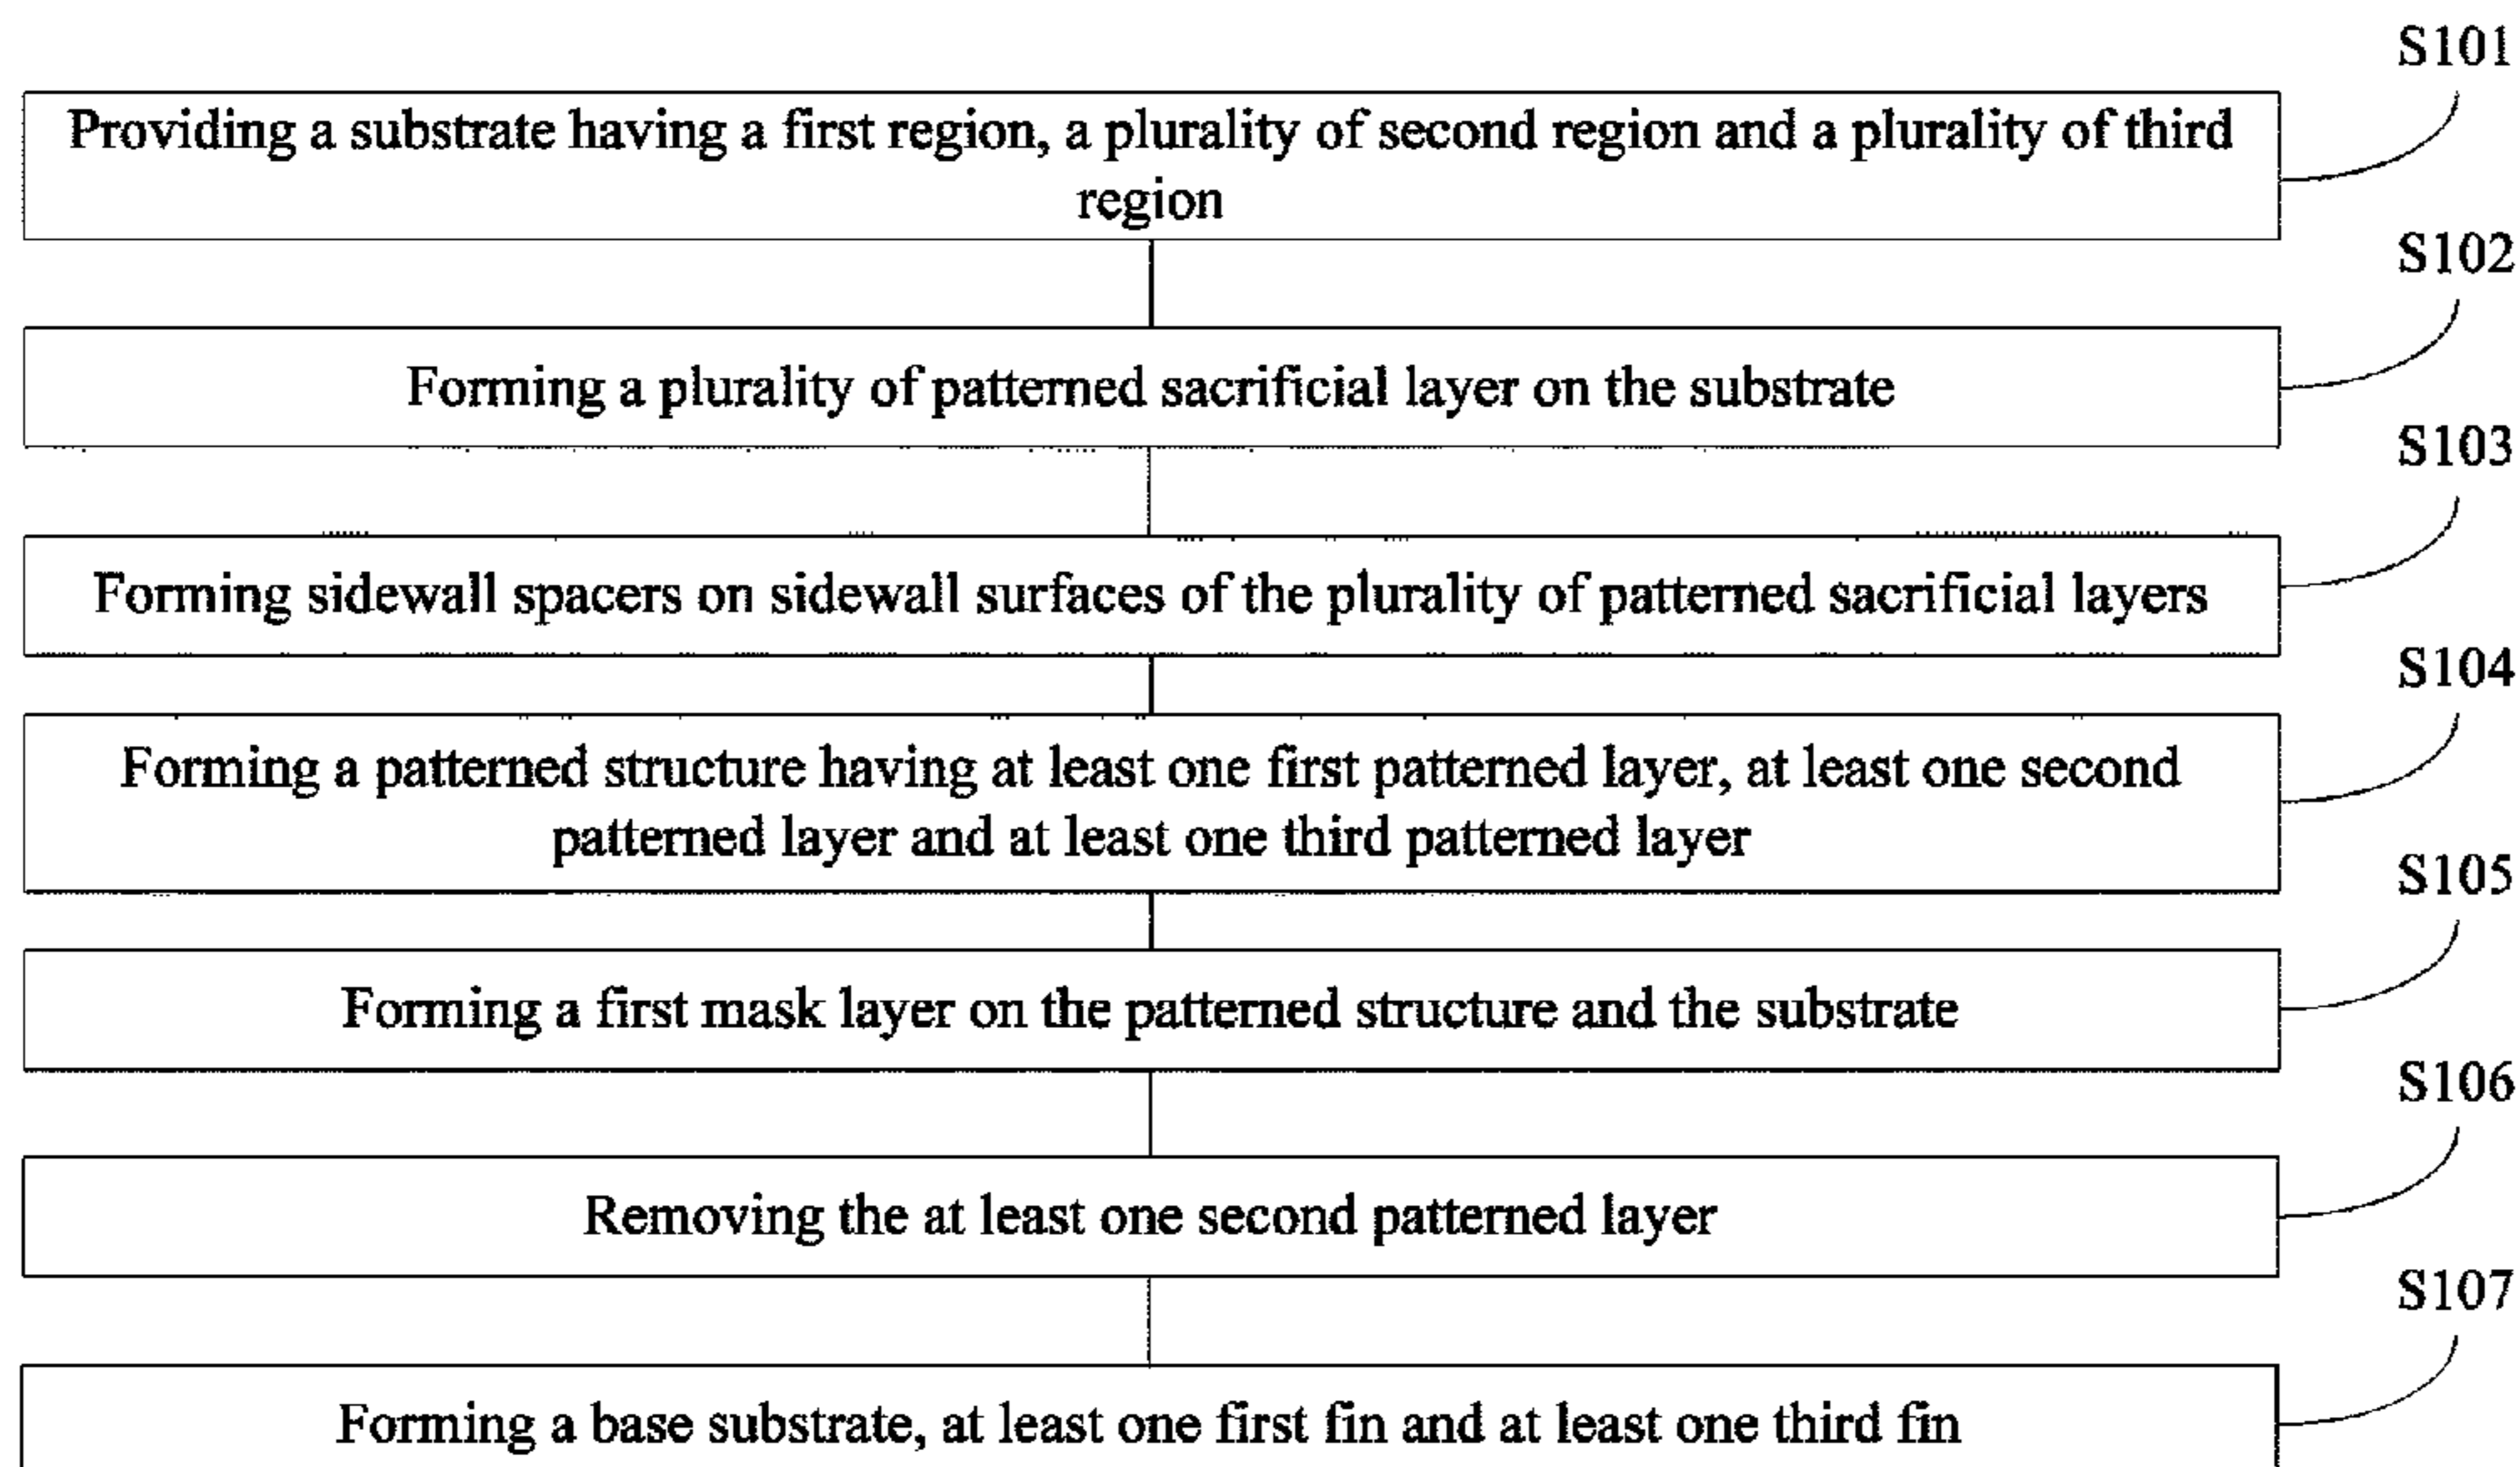 S101
Providing a substrate having a first region, a plurality of second region and a plurality of third
region
S102
Forming a plurality of patterned sacrificial layer on the substrate
S103
Forming sidewall spacers on sidewall surfaces of the plurality of patterned sacrificial layers
S104
Forming a patterned structure having at least one first patterned layer, at least one second
patterned layer and at least one third patterned layer
S105
Forming a first mask layer on the patterned structure and the substrate
S106
Removing the at least one second patterned layer
S107
Forming a base substrate, at least one first fin and at least one third fin